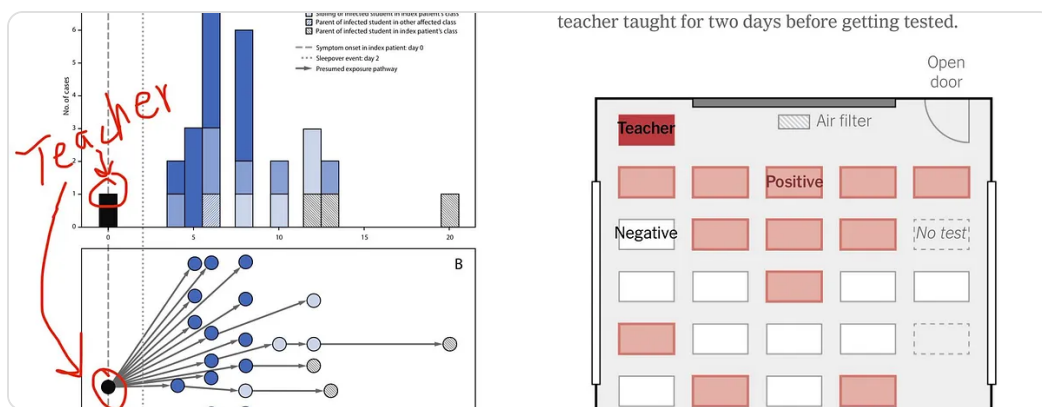 Sibling of infected student in index patient's class
Parent of infected student in other affected class
Parent of infected student in index patient's class
Symptom onset in index patient: day 0
Sleepover event: day 2
Presumed exposure pathway
No. of cases
6
5
4
3
2
1
0
0
5
10
15
20
Teacher
B
teacher taught for two days before getting tested.
Open
door
Air filter
Teacher
Positive
Negative
No test